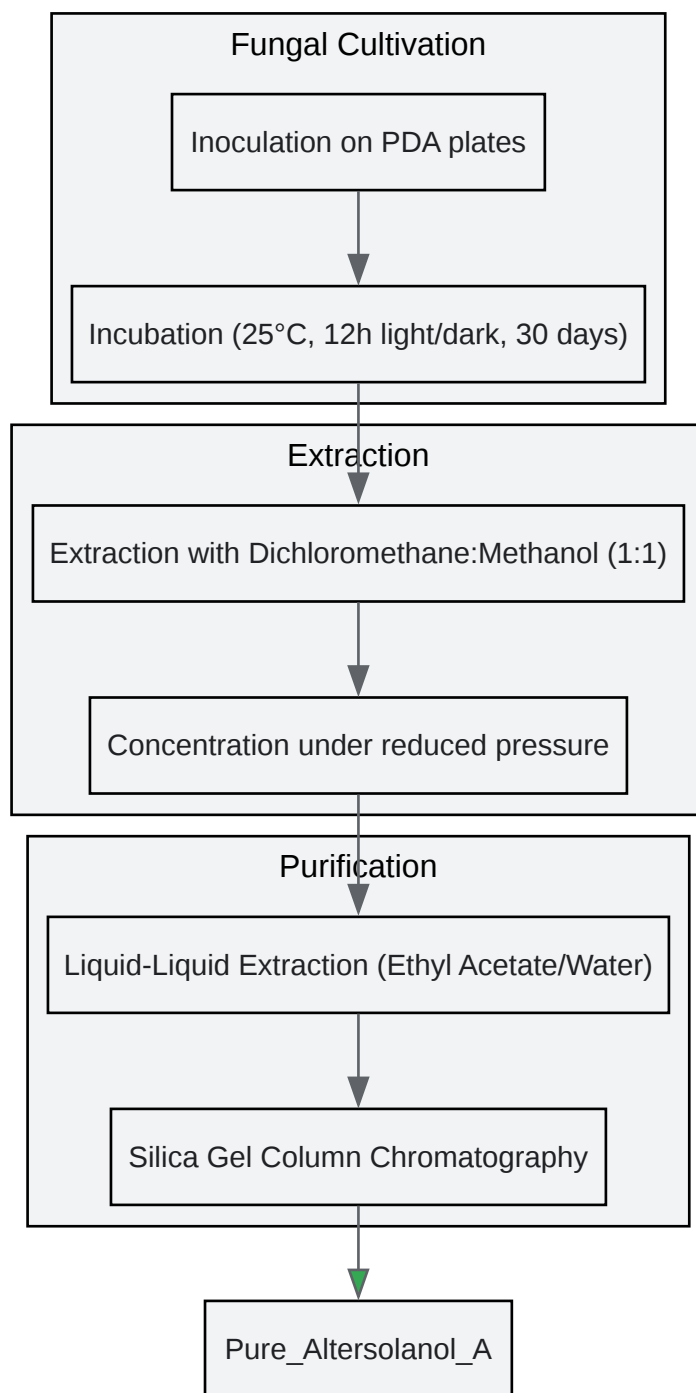 Fungal Cultivation
Inoculation on PDA plates
Incubation (25°C, 12h light/dark, 30 days)
Extraction
Extraction with Dichloromethane:Methanol (1:1)
Concentration under reduced pressure
Purification
Liquid-Liquid Extraction (Ethyl Acetate/Water)
Silica Gel Column Chromatography
Pure_Altersolanol_A